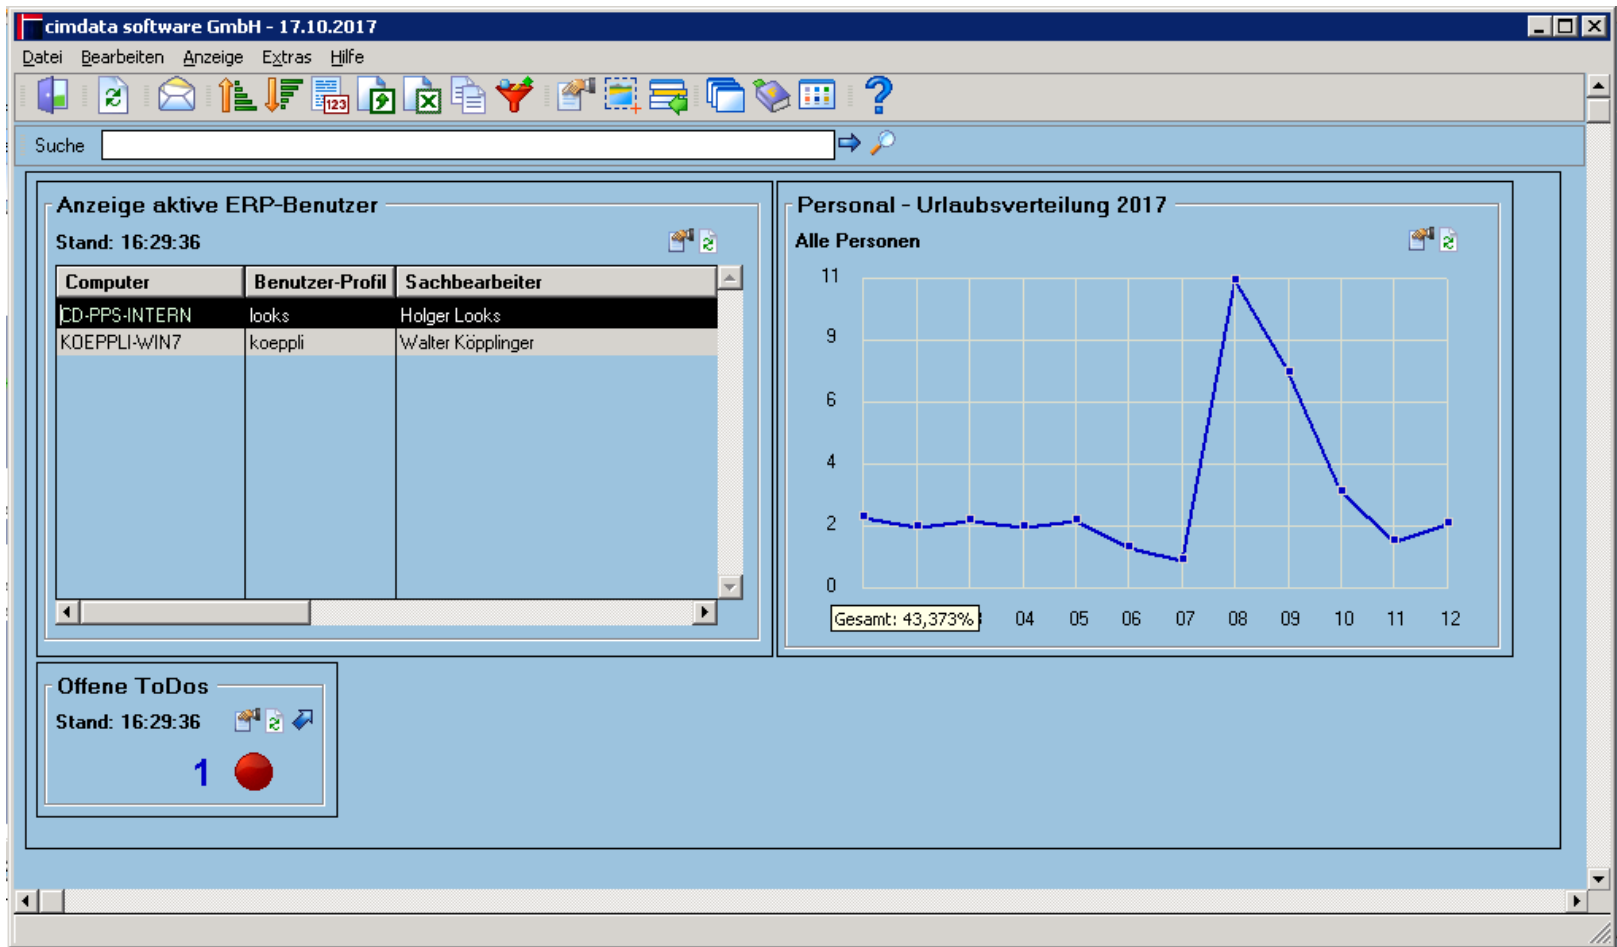 cimdata software GmbH - 17.10.2017
Datei Bearbeiten Anzeige Extras Hilfe
123
Suche
Anzeige aktive ERP-Benutzer
Stand: 16:29:36
Computer Benutzer-Profil Sachbearbeiter
CD-PPS-INTERN looks Holger Looks
KOEPPLI-WIN7 koeppli Walter Köpplinger
Personal - Urlaubsverteilung 2017
Alle Personen
11
9
6
4
2
0
Gesamt: 43,373% 04 05 06 07 08 09 10 11 12
Offene ToDos
Stand: 16:29:36
1